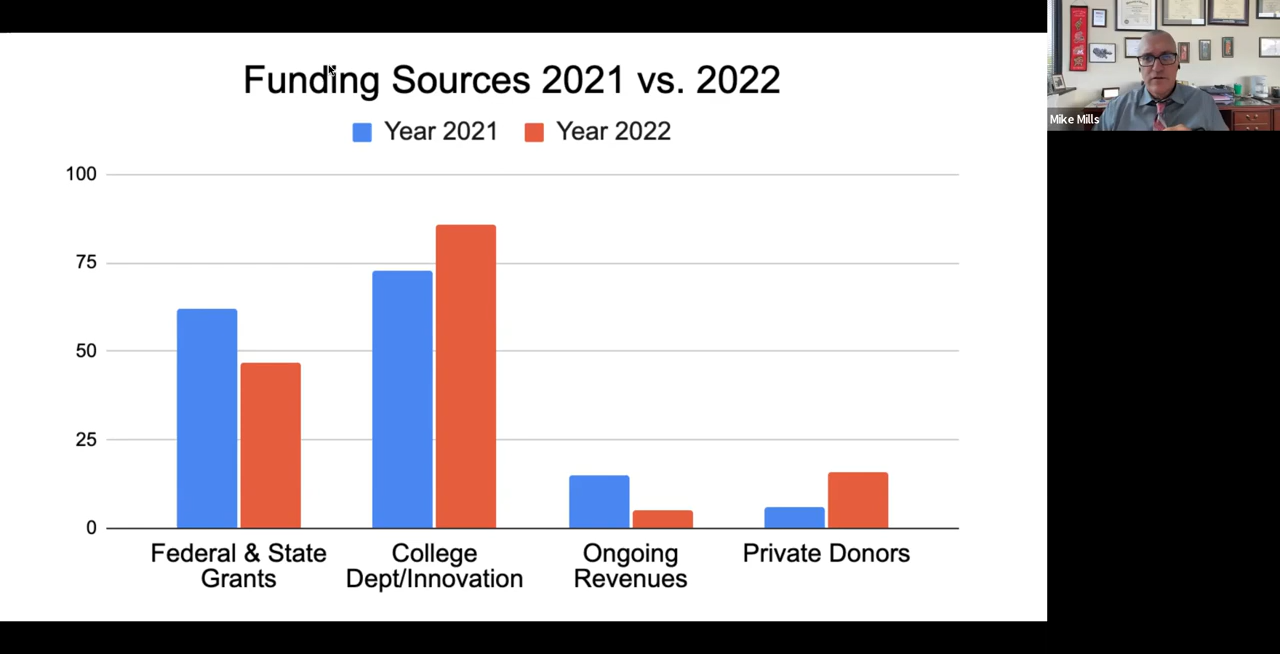 Funding Sources 2021 vs. 2022
Year 2021 Year 2022
100
75
50
25
0
Federal & State
Grants
College
Dept/Innovation
Ongoing
Revenues
Private Donors
Mike Mills